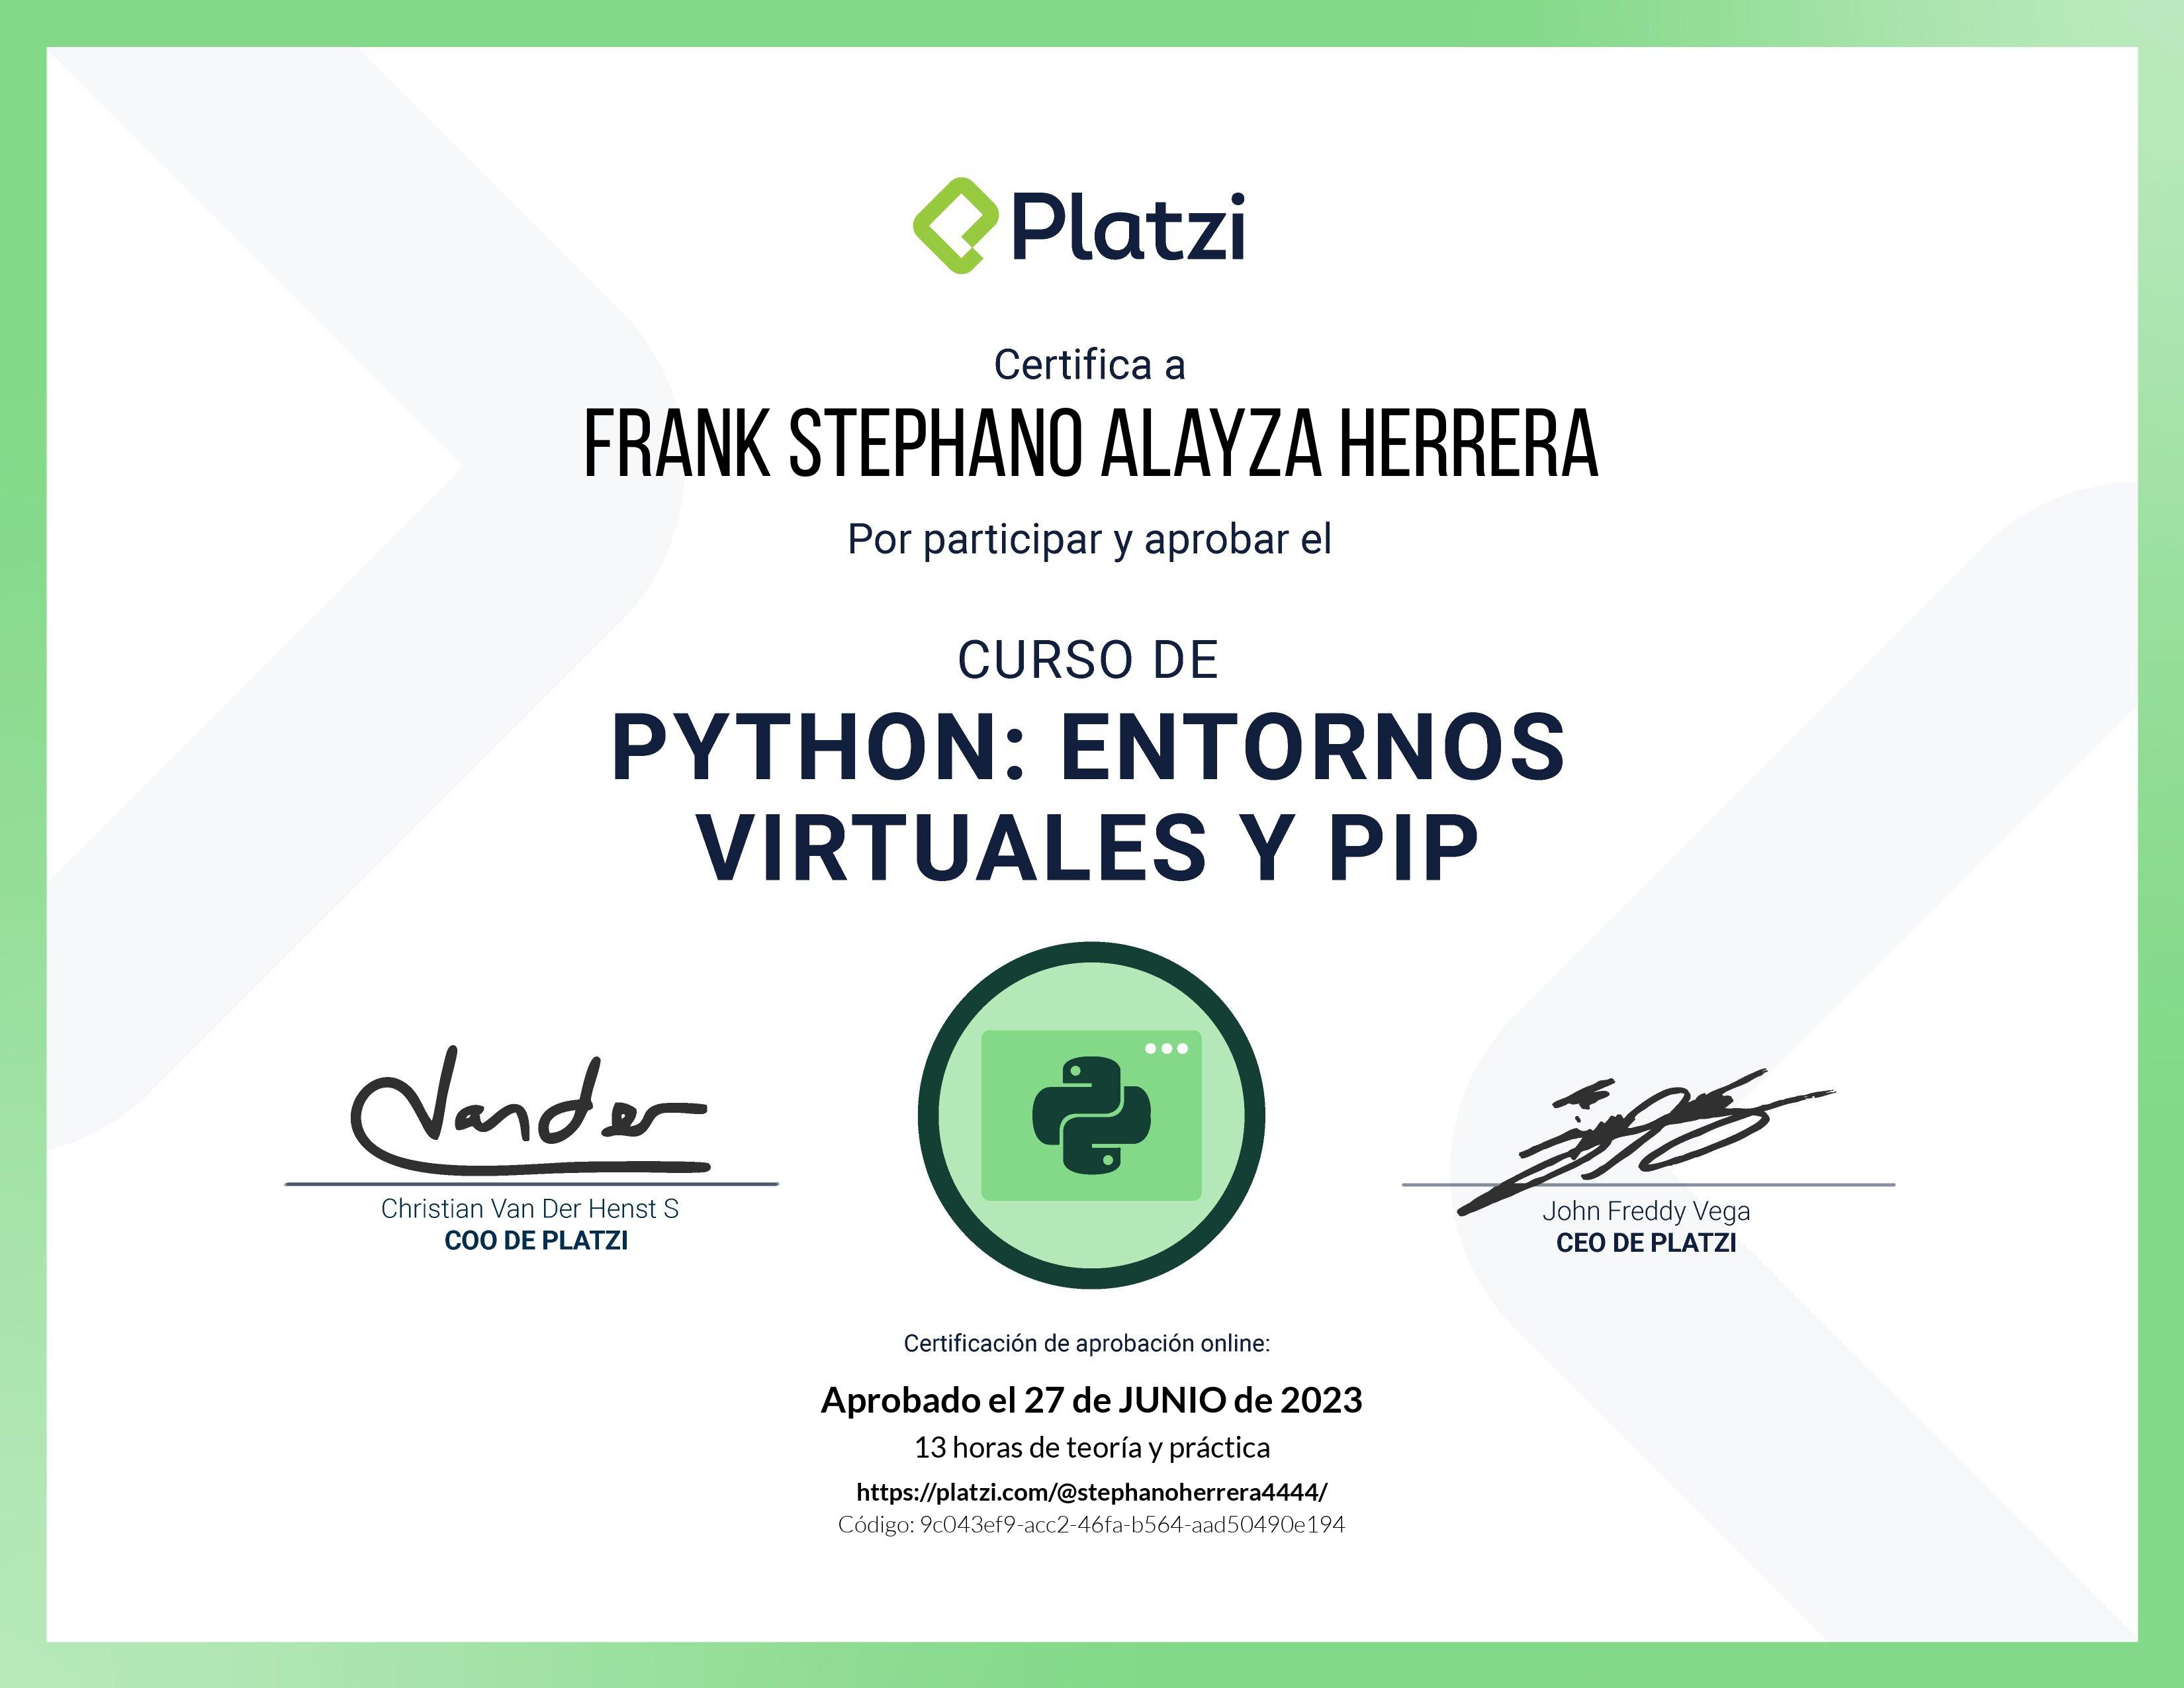 Platzi
Certifica a
FRANK STEPHANO ALAYZA HERRERA
Por participar y aprobar el
CURSO DE
PYTHON: ENTORNOS
VIRTUALES Y PIP
Vander
Christian Van Der Henst S
COO DE PLATZI
John Freddy Vega
CEO DE PLATZI
Certificación de aprobación online:
Aprobado el 27 de JUNIO de 2023
13 horas de teoría y práctica
https://platzi.com/@stephanoherrera4444/
Código: 9c043ef9-acc2-46fa-b564-aad50490e194